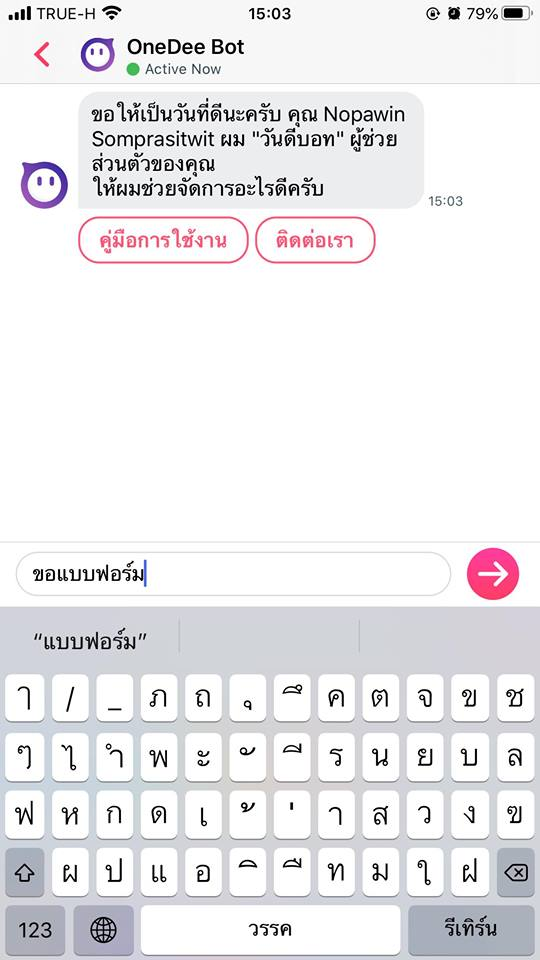 TRUE-H 15:03 79%
OneDee Bot
Active Now
ขอให้เป็นวันที่ดีนะครับ คุณ Nopawin
Somprasitwit ผม "วันดีบอท" ผู้ช่วย
ส่วนตัวของคุณ
ให้ผมช่วยจัดการอะไรดีครับ
15:03
คู่มือการใช้งาน ติดต่อเรา
ขอแบบฟอร์ม
“แบบฟอร์ม”
ๅ / _ ภ ถ ุ ึ ค ต จ ข ช
ๆ ไ ำ พ ะ ั ี ร น ย บ ล
ฟ ห ก ด เ ้ ่ า ส ว ง ฃ
ผ ป แ อ ิ ื ท ม ใ ฝ
123 วรรค รีเทิร์น